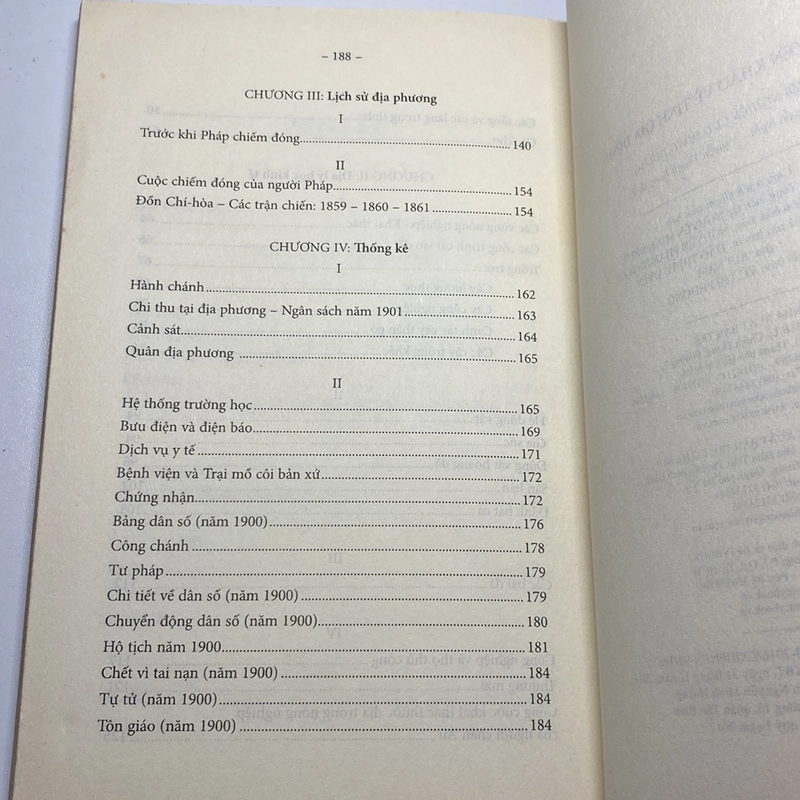 – 188 –
CHƯƠNG III: Lịch sử địa phương
I
Trước khi Pháp chiếm đóng 140
II
Cuộc chiếm đóng của người Pháp 154
Đồn Chí-hòa – Các trận chiến: 1859 – 1860 – 1861 154
CHƯƠNG IV: Thống kê
I
Hành chánh 162
Chi thu tại địa phương – Ngân sách năm 1901 163
Cảnh sát 164
Quân địa phương 165
II
Hệ thống trường học 165
Bưu điện và điện báo 169
Dịch vụ y tế 171
Bệnh viện và Trại mồ côi bản xứ 172
Chứng nhận 172
Bảng dân số (năm 1900) 176
Công chánh 178
Tư pháp 179
Chi tiết về dân số (năm 1900) 179
Chuyển động dân số (năm 1900) 180
Hộ tịch năm 1900 181
Chết vì tai nạn (năm 1900) 184
Tự tử (năm 1900) 184
Tôn giáo (năm 1900) 184